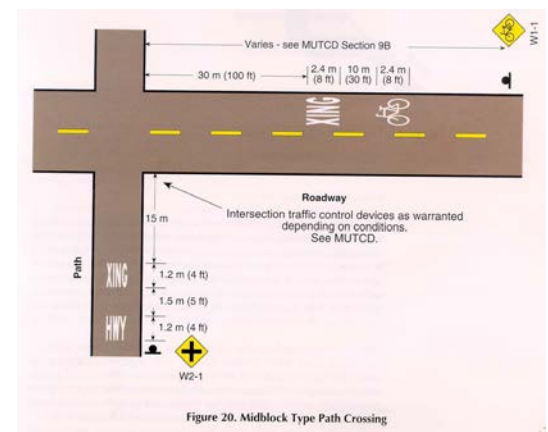 Varies - see MUTCD Section 9B
W1-1
30 m (100 ft)
2.4 m
(8 ft)
10 m
(30 ft)
2.4 m
(8 ft)
XING
Roadway
Intersection traffic control devices as warranted
depending on conditions.
See MUTCD.
15 m
Path
XING
1.2 m (4 ft)
1.5 m (5 ft)
HWY
1.2 m (4 ft)
W2-1
Figure 20. Midblock Type Path Crossing